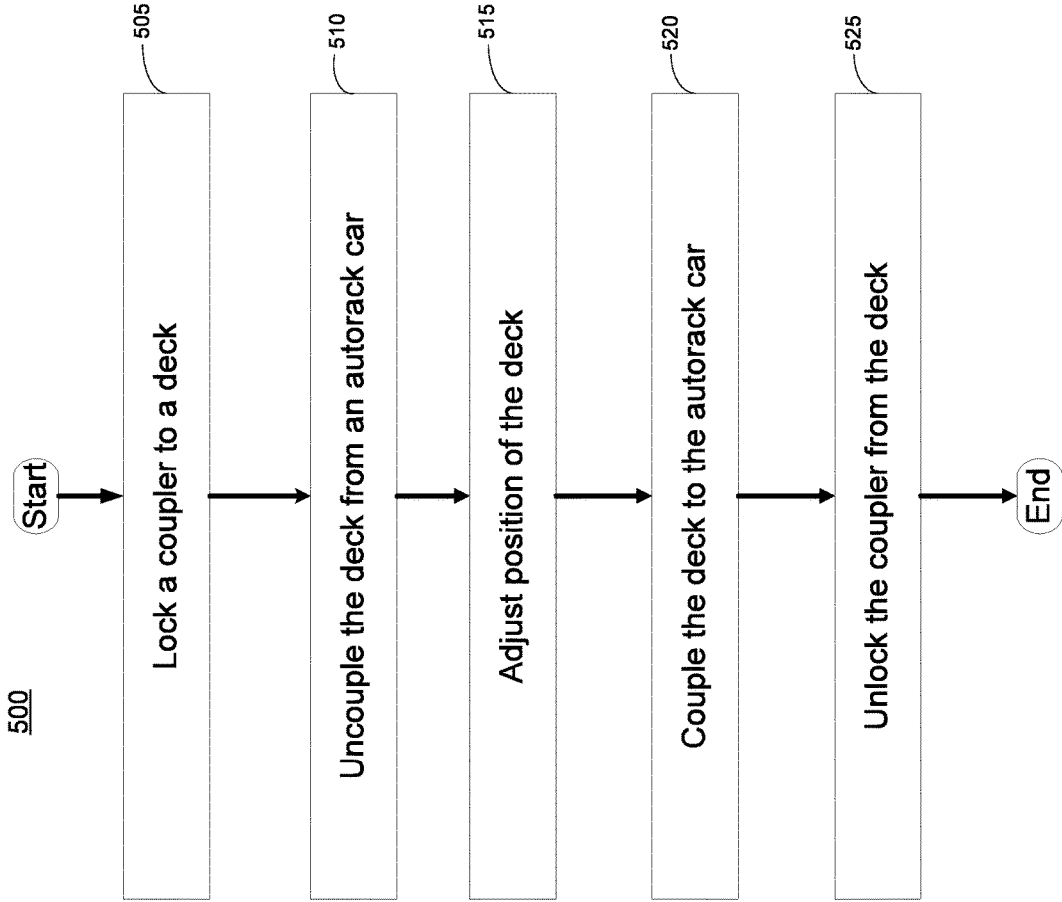 500
Start
Lock a coupler to a deck
505
Uncouple the deck from an autorack car
510
Adjust position of the deck
515
Couple the deck to the autorack car
520
Unlock the coupler from the deck
525
End